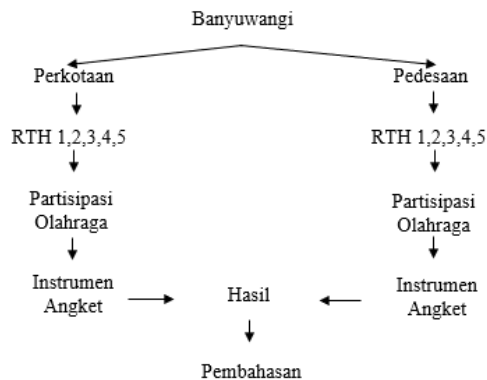 Banyuwangi
Perkotaan
Pedesaan
RTH 1,2,3,4,5
RTH 1,2,3,4,5
Partisipasi
Olahraga
Partisipasi
Olahraga
Instrumen
Angket
Hasil
Instrumen
Angket
Pembahasan